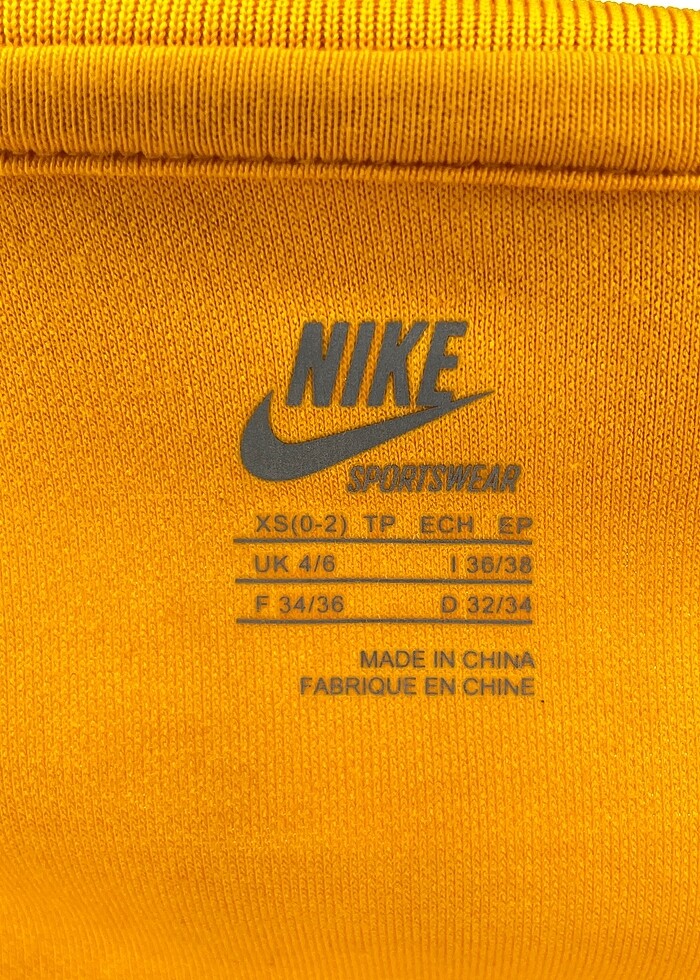 NIKE
SPORTSWEAR
XS(0-2) TP ECH EP
UK 4/6 I 36/38
F 34/36 D 32/34
MADE IN CHINA
FABRIQUE EN CHINE